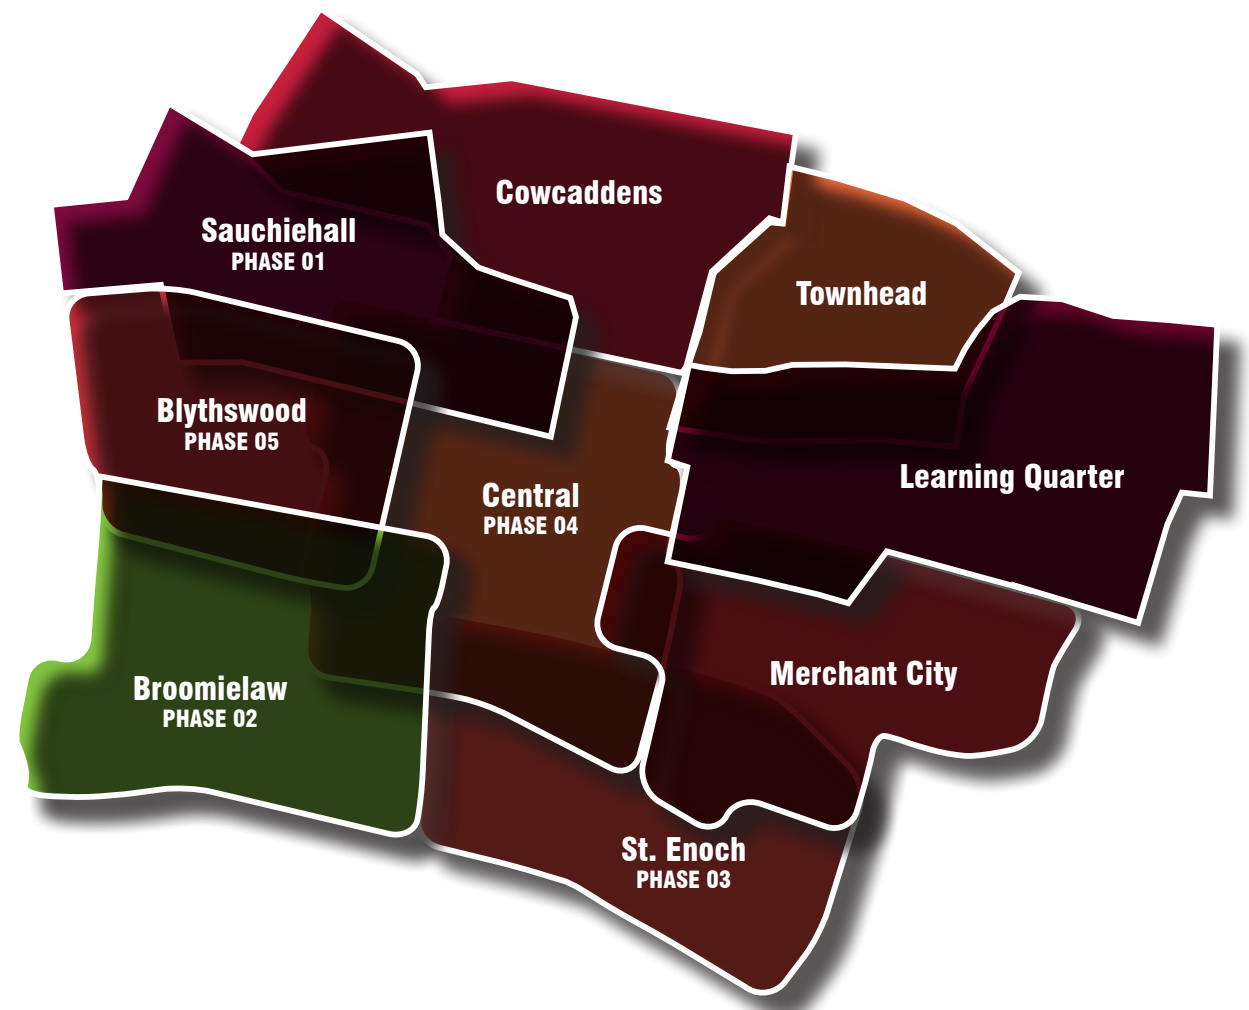 Cowcaddens
Sauchiehall
PHASE 01
Townhead
Blythswood
PHASE 05
Learning Quarter
Central
PHASE 04
Merchant City
Broomielaw
PHASE 02
St. Enoch
PHASE 03